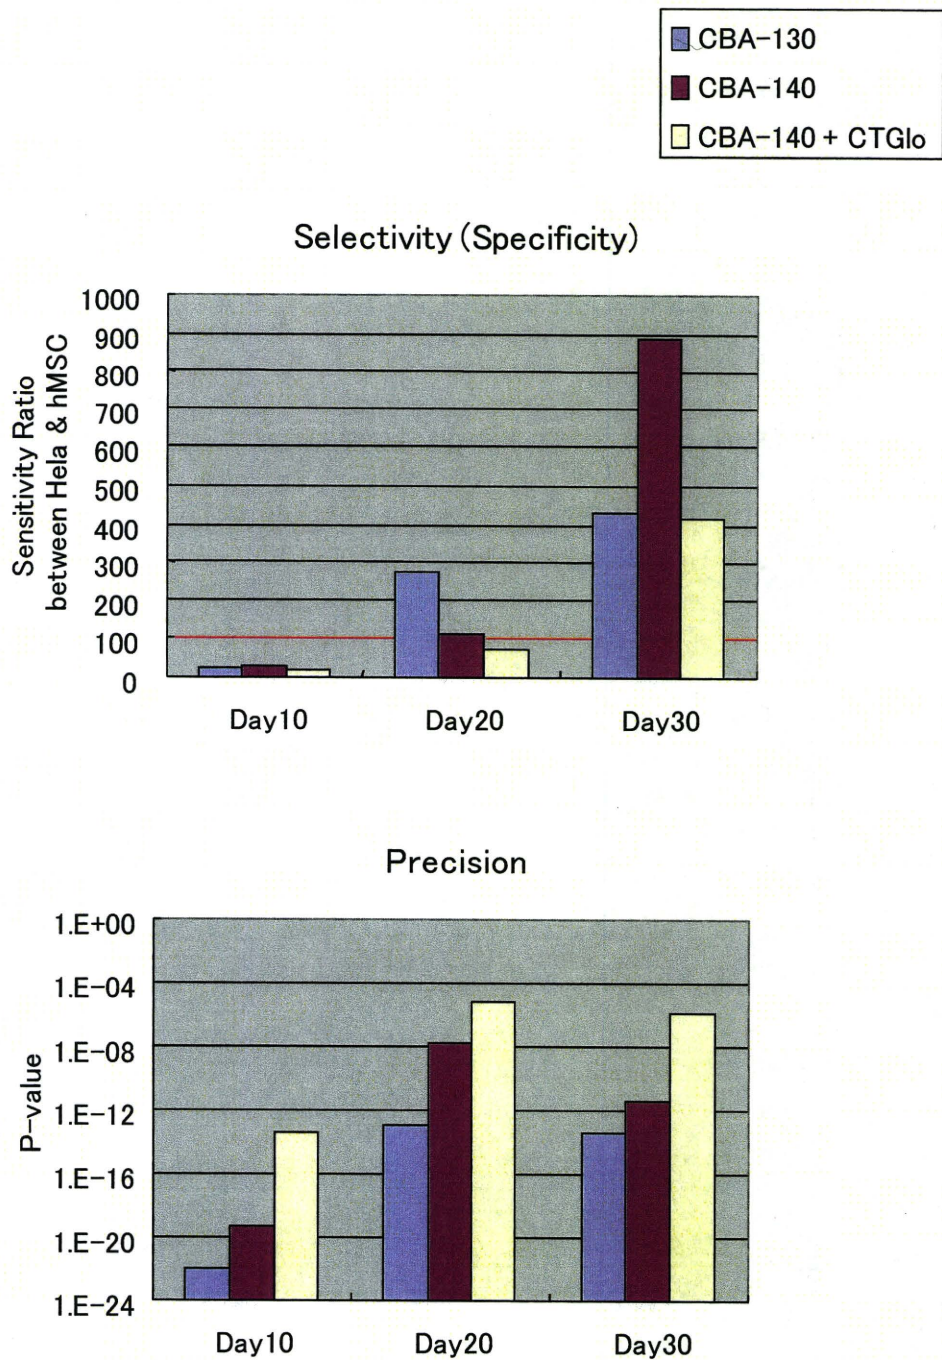 CBA-130
CBA-140
CBA-140 + CTGlo
Selectivity (Specificity)
Sensitivity Ratio
between Hela & hMSC
1000
900
800
700
600
500
400
300
200
100
0
Day10
Day20
Day30
Precision
P-value
1.E+00
1.E-04
1.E-08
1.E-12
1.E-16
1.E-20
1.E-24
Day10
Day20
Day30